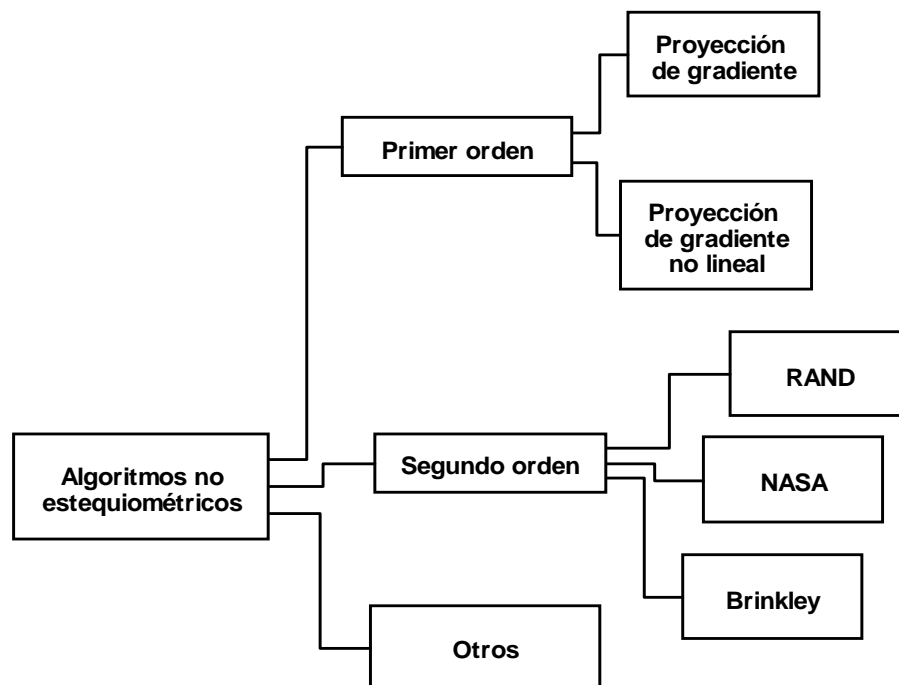 Proyección
de gradiente
Primer orden
Proyección
de gradiente
no lineal
RAND
Algoritmos no
estequiométricos
Segundo orden
NASA
Brinkley
Otros